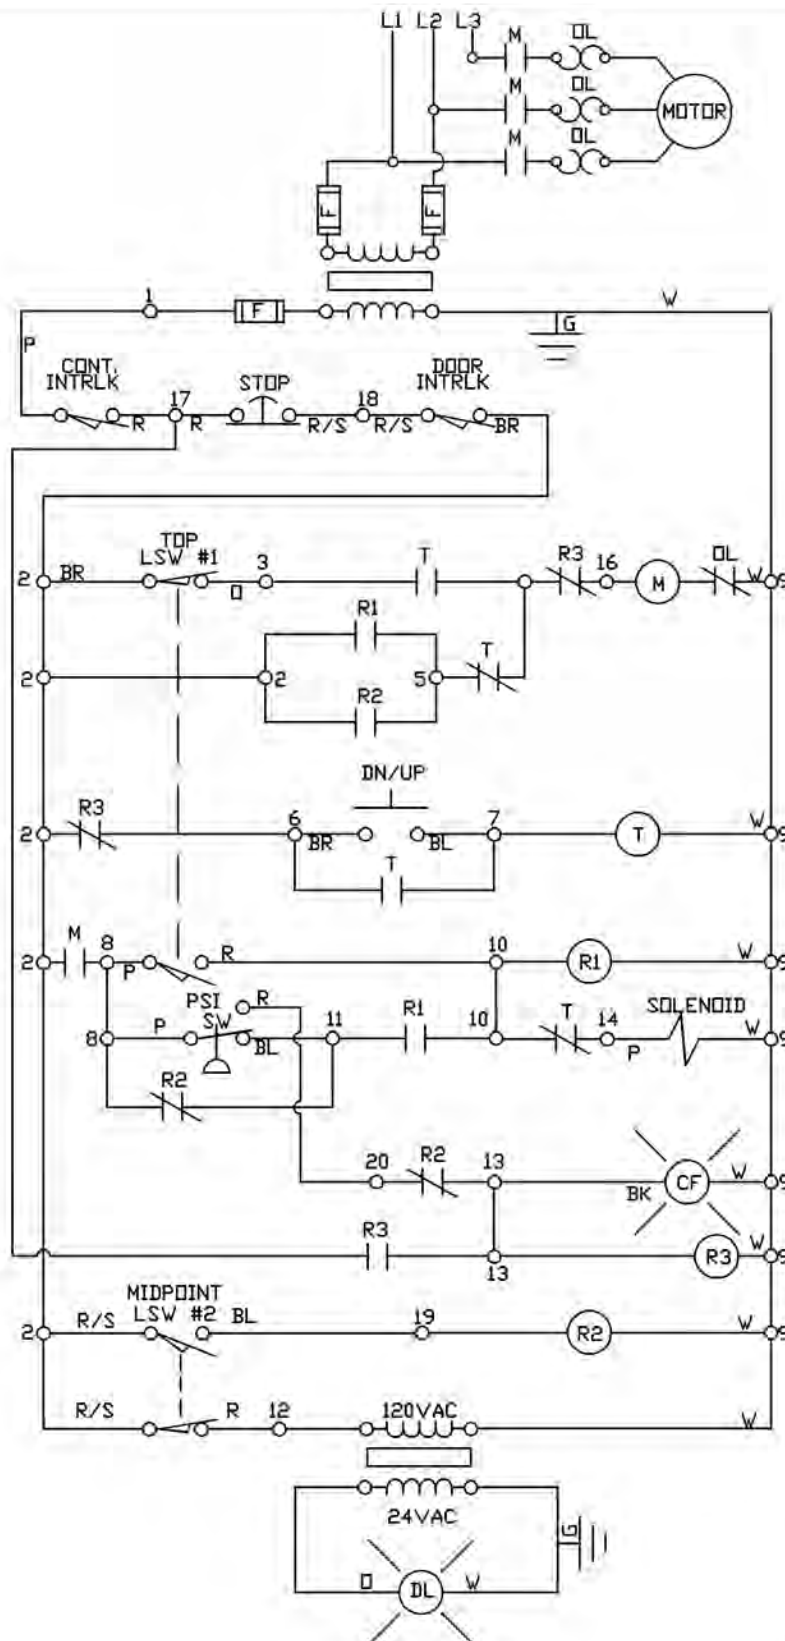 L1 L2 L3
M OL
M OL
MOTOR
M OL
F F
1 F G W
P
CONT. INTRLK
STOP
DOOR INTRLK
17 18
R R R/S R/S BR
TOP LSW #1
2 BR O 3 T R3 16 M OL W 9
R1
2 2 5 T
R2
DN/UP
2 R3 6 BR BL 7 T W 9
T
2 M 8 P R 10 R1 W 9
PSI SW
R
8 P BL 11 R1 10 T 14 P SOLENOID W 9
R2
20 R2 13 BK CF W 9
R3 13 R3 W 9
MIDPOINT LSW #2
2 R/S BL 19 R2 W 9
R/S R 12 120VAC W
24VAC
G
O DL W